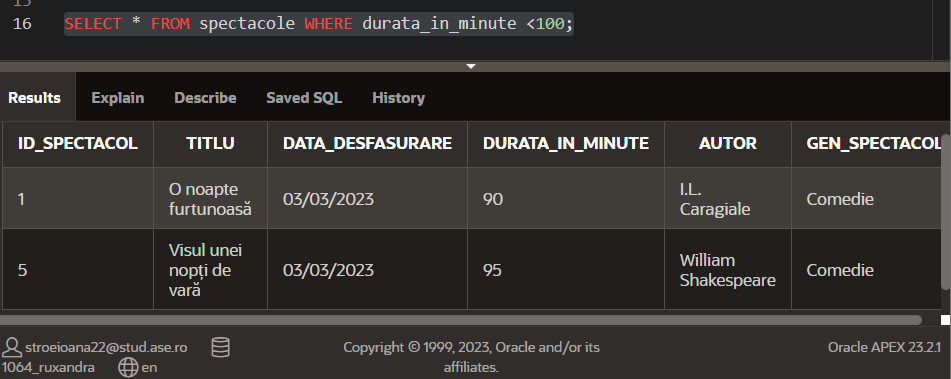 15
16 SELECT * FROM spectacole WHERE durata_in_minute <100;
Results Explain Describe Saved SQL History
ID_SPECTACOL TITLU DATA_DESFASURARE DURATA_IN_MINUTE AUTOR GEN_SPECTACOL
1 O noapte furtunoasă 03/03/2023 90 I.L. Caragiale Comedie
5 Visul unei nopți de vară 03/03/2023 95 William Shakespeare Comedie
stroeioana22@stud.ase.ro
1064_ruxandra en
Copyright © 1999, 2023, Oracle and/or its
affiliates.
Oracle APEX 23.2.1